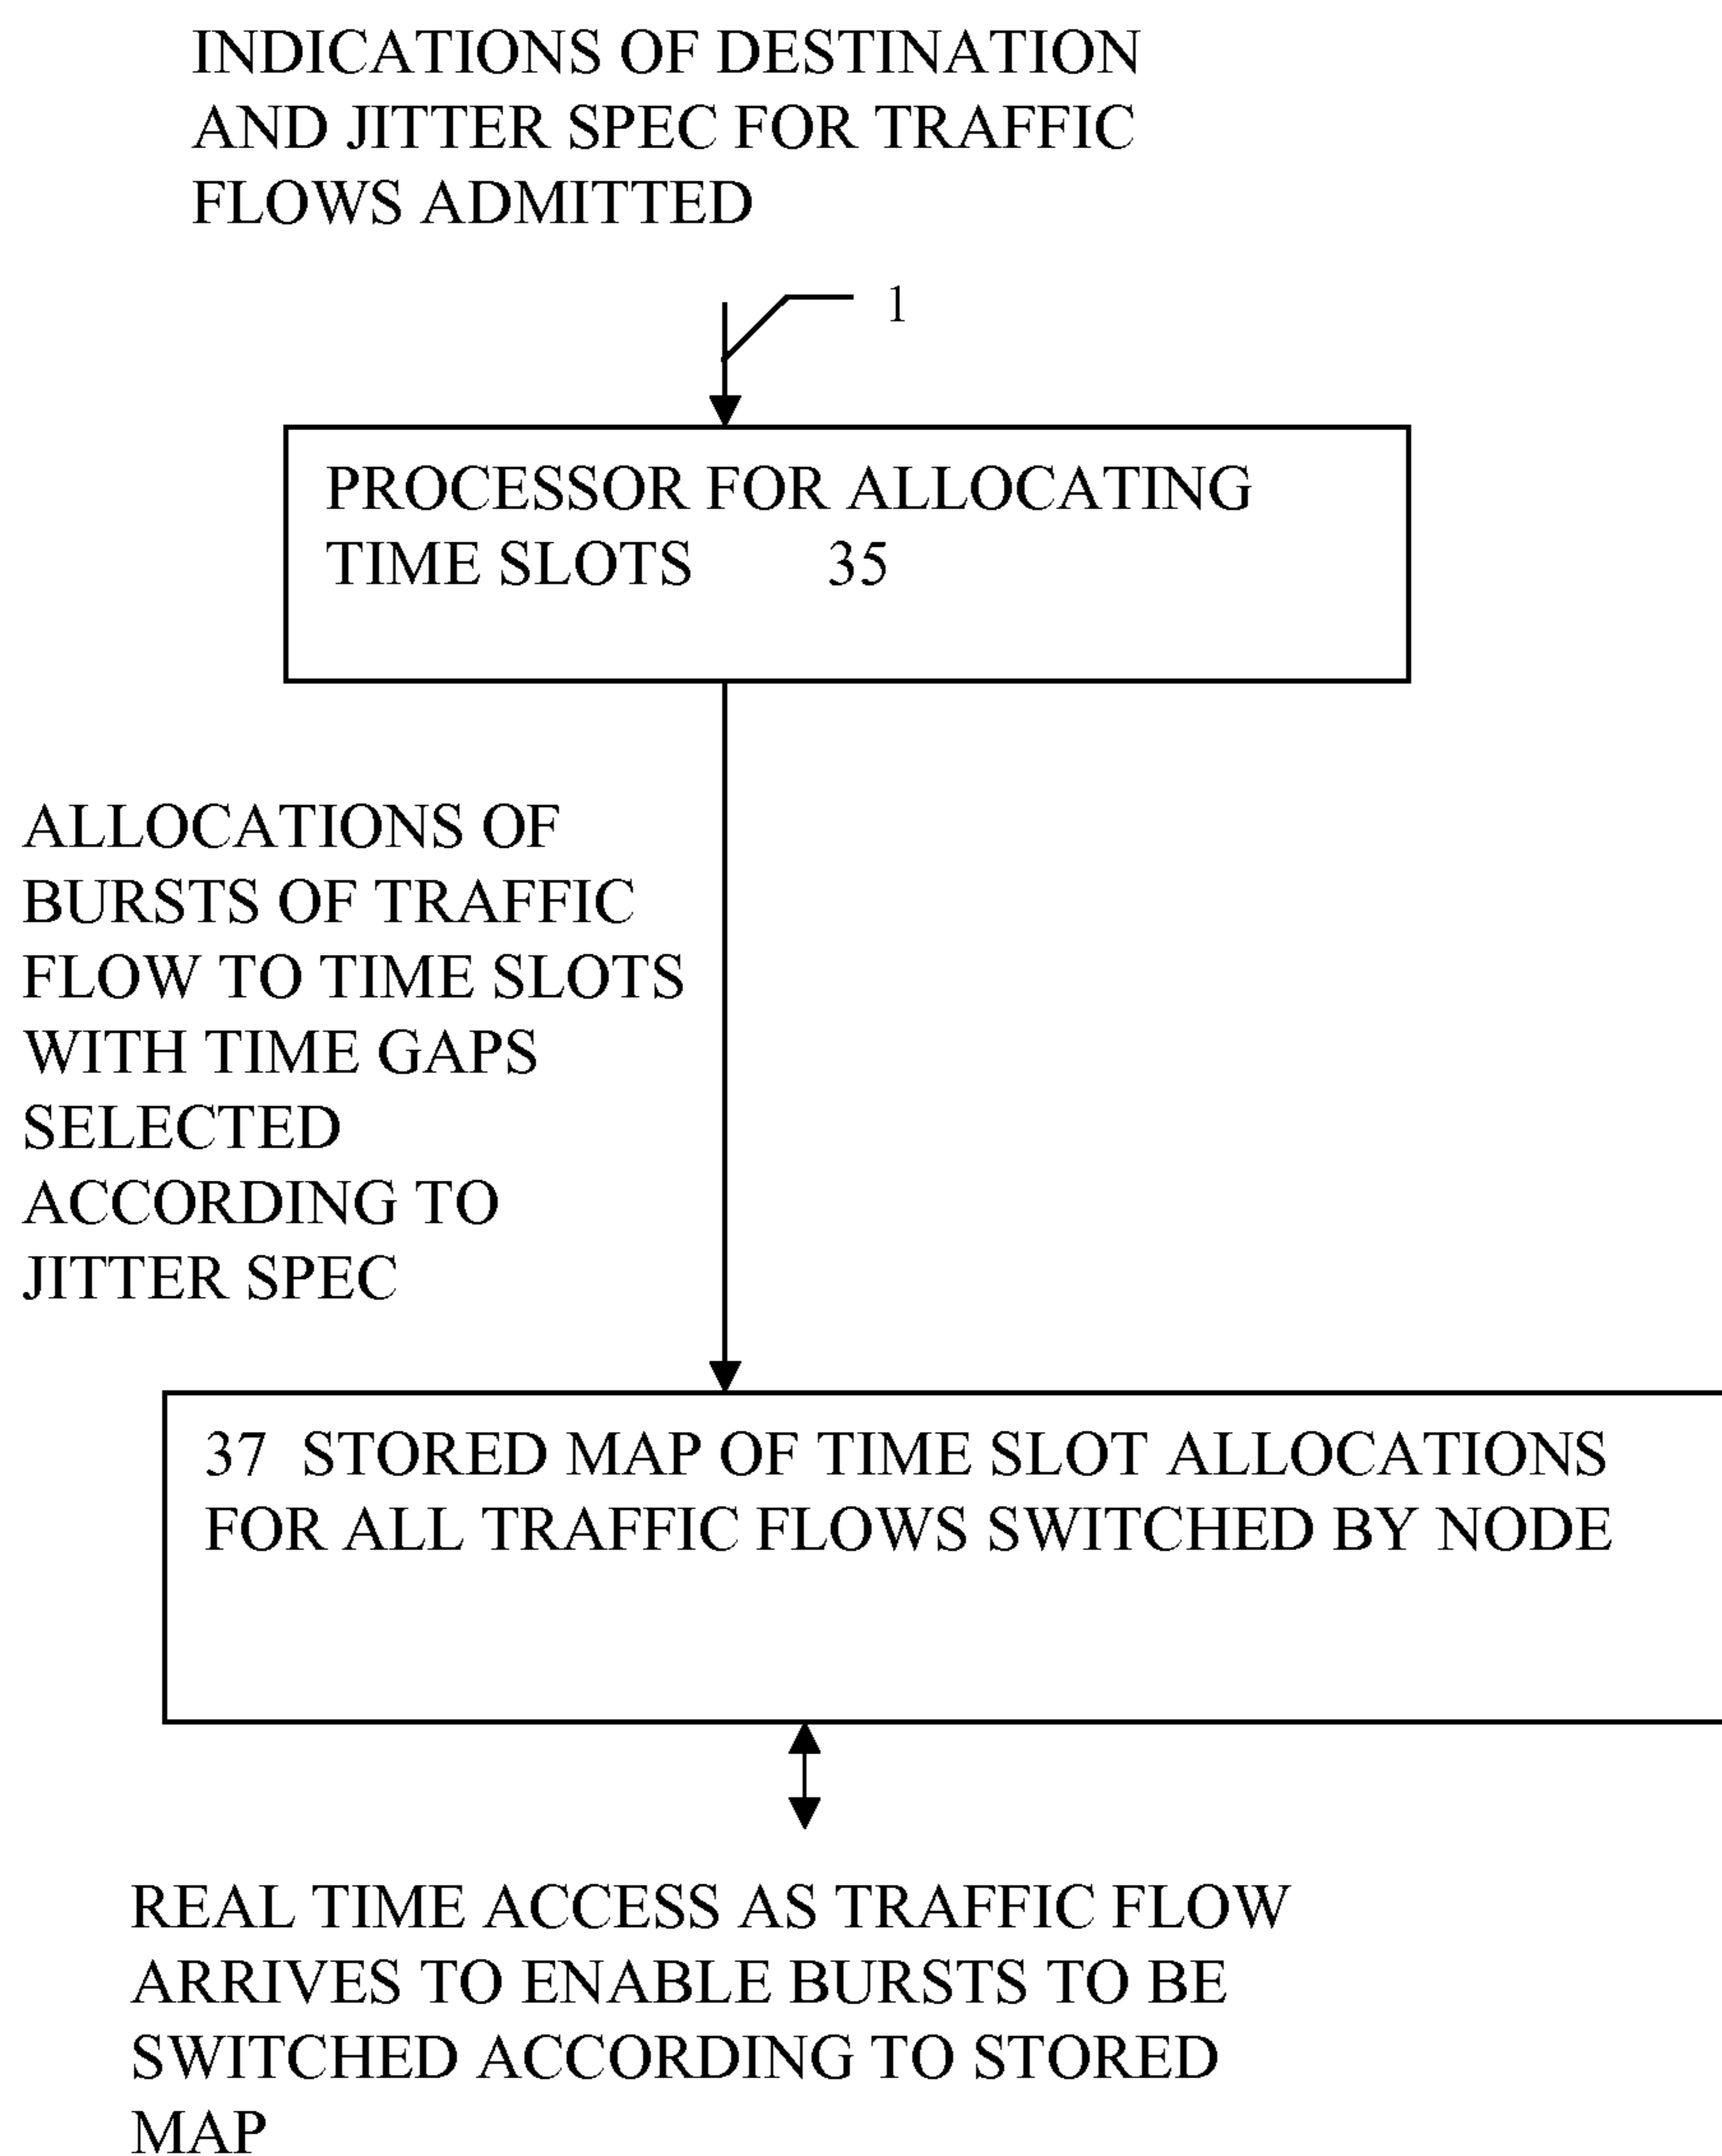 INDICATIONS OF DESTINATION
AND JITTER SPEC FOR TRAFFIC
FLOWS ADMITTED
1
PROCESSOR FOR ALLOCATING
TIME SLOTS 35
ALLOCATIONS OF
BURSTS OF TRAFFIC
FLOW TO TIME SLOTS
WITH TIME GAPS
SELECTED
ACCORDING TO
JITTER SPEC
37 STORED MAP OF TIME SLOT ALLOCATIONS
FOR ALL TRAFFIC FLOWS SWITCHED BY NODE
REAL TIME ACCESS AS TRAFFIC FLOW
ARRIVES TO ENABLE BURSTS TO BE
SWITCHED ACCORDING TO STORED
MAP